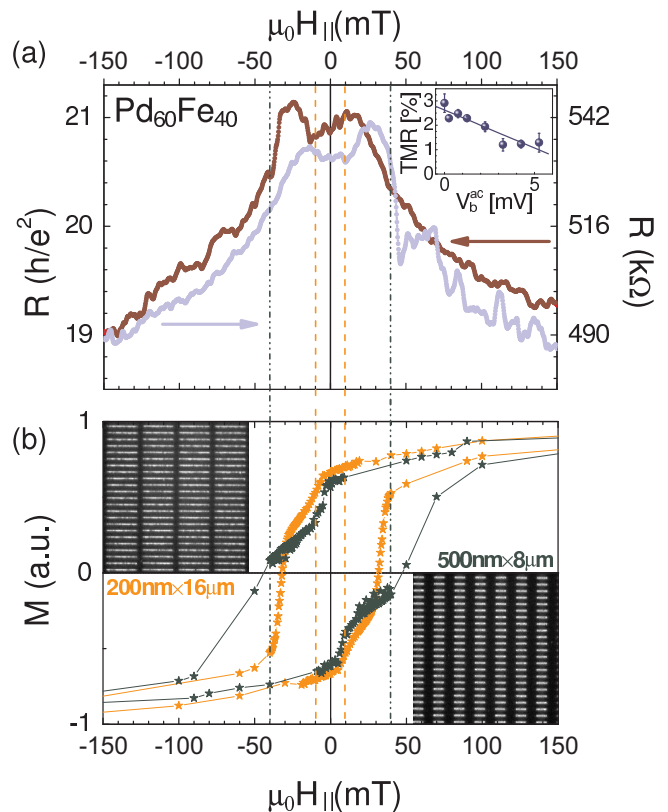 μ₀H||(mT)
-150 -100 -50 0 50 100 150
(a)
Pd₆₀Fe₄₀
21
20
19
R (h/e²)
542
516
490
R (kΩ)
TMR [%]
3
2
1
0
0 5
V_b^ac [mV]
(b)
1
0
-1
M (a.u.)
200nm×16μm
500nm×8μm
-150 -100 -50 0 50 100 150
μ₀H||(mT)